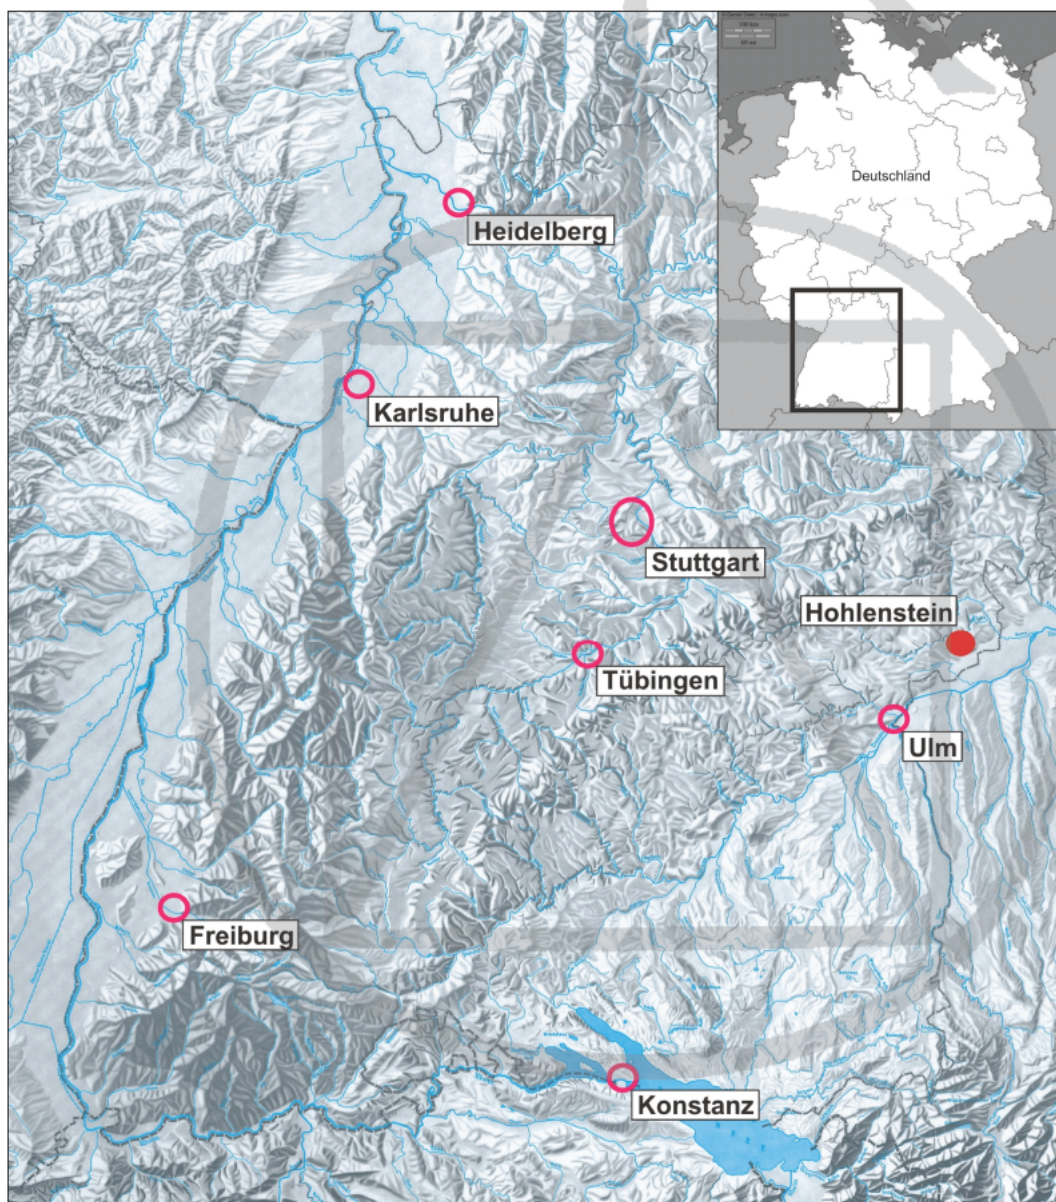 Deutschland
Heidelberg
Karlsruhe
Stuttgart
Hohlenstein
Tübingen
Ulm
Freiburg
Konstanz